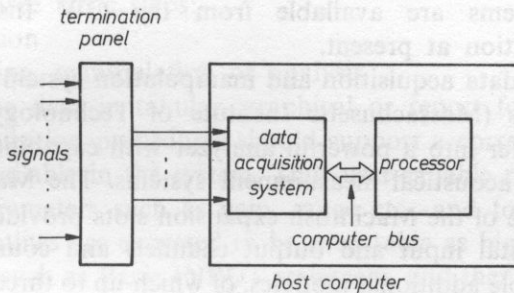 termination
panel
signals
data
acquisition
system
processor
computer bus
host computer